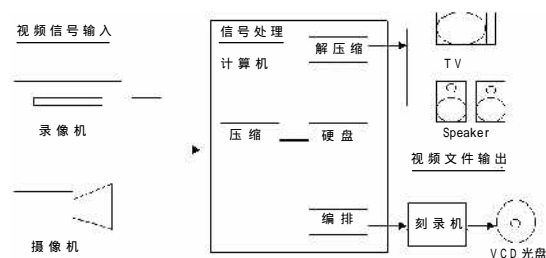 视频信号输入
录像机
摄像机
信号处理
计算机
解压缩
压缩
硬盘
编排
TV
Speaker
视频文件输出
刻录机
VCD光盘